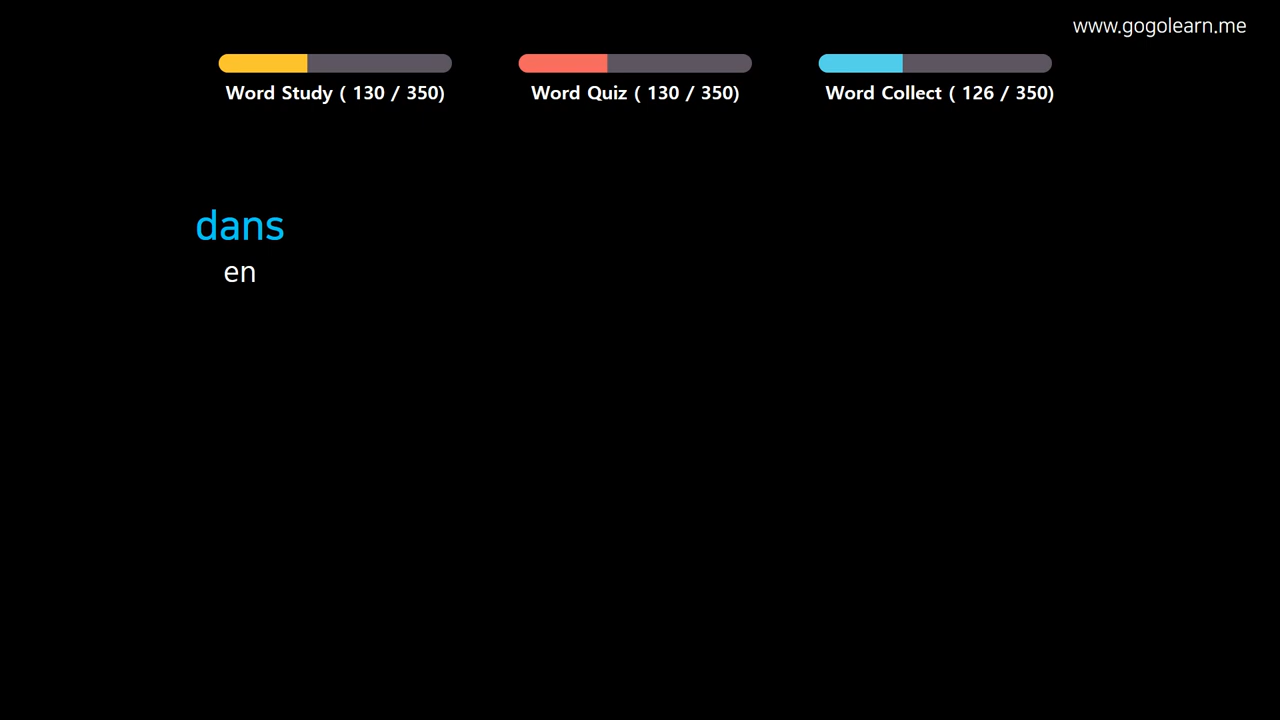 www.gogolearn.me
Word Study ( 130 / 350)
Word Quiz ( 130 / 350)
Word Collect ( 126 / 350)
dans
en